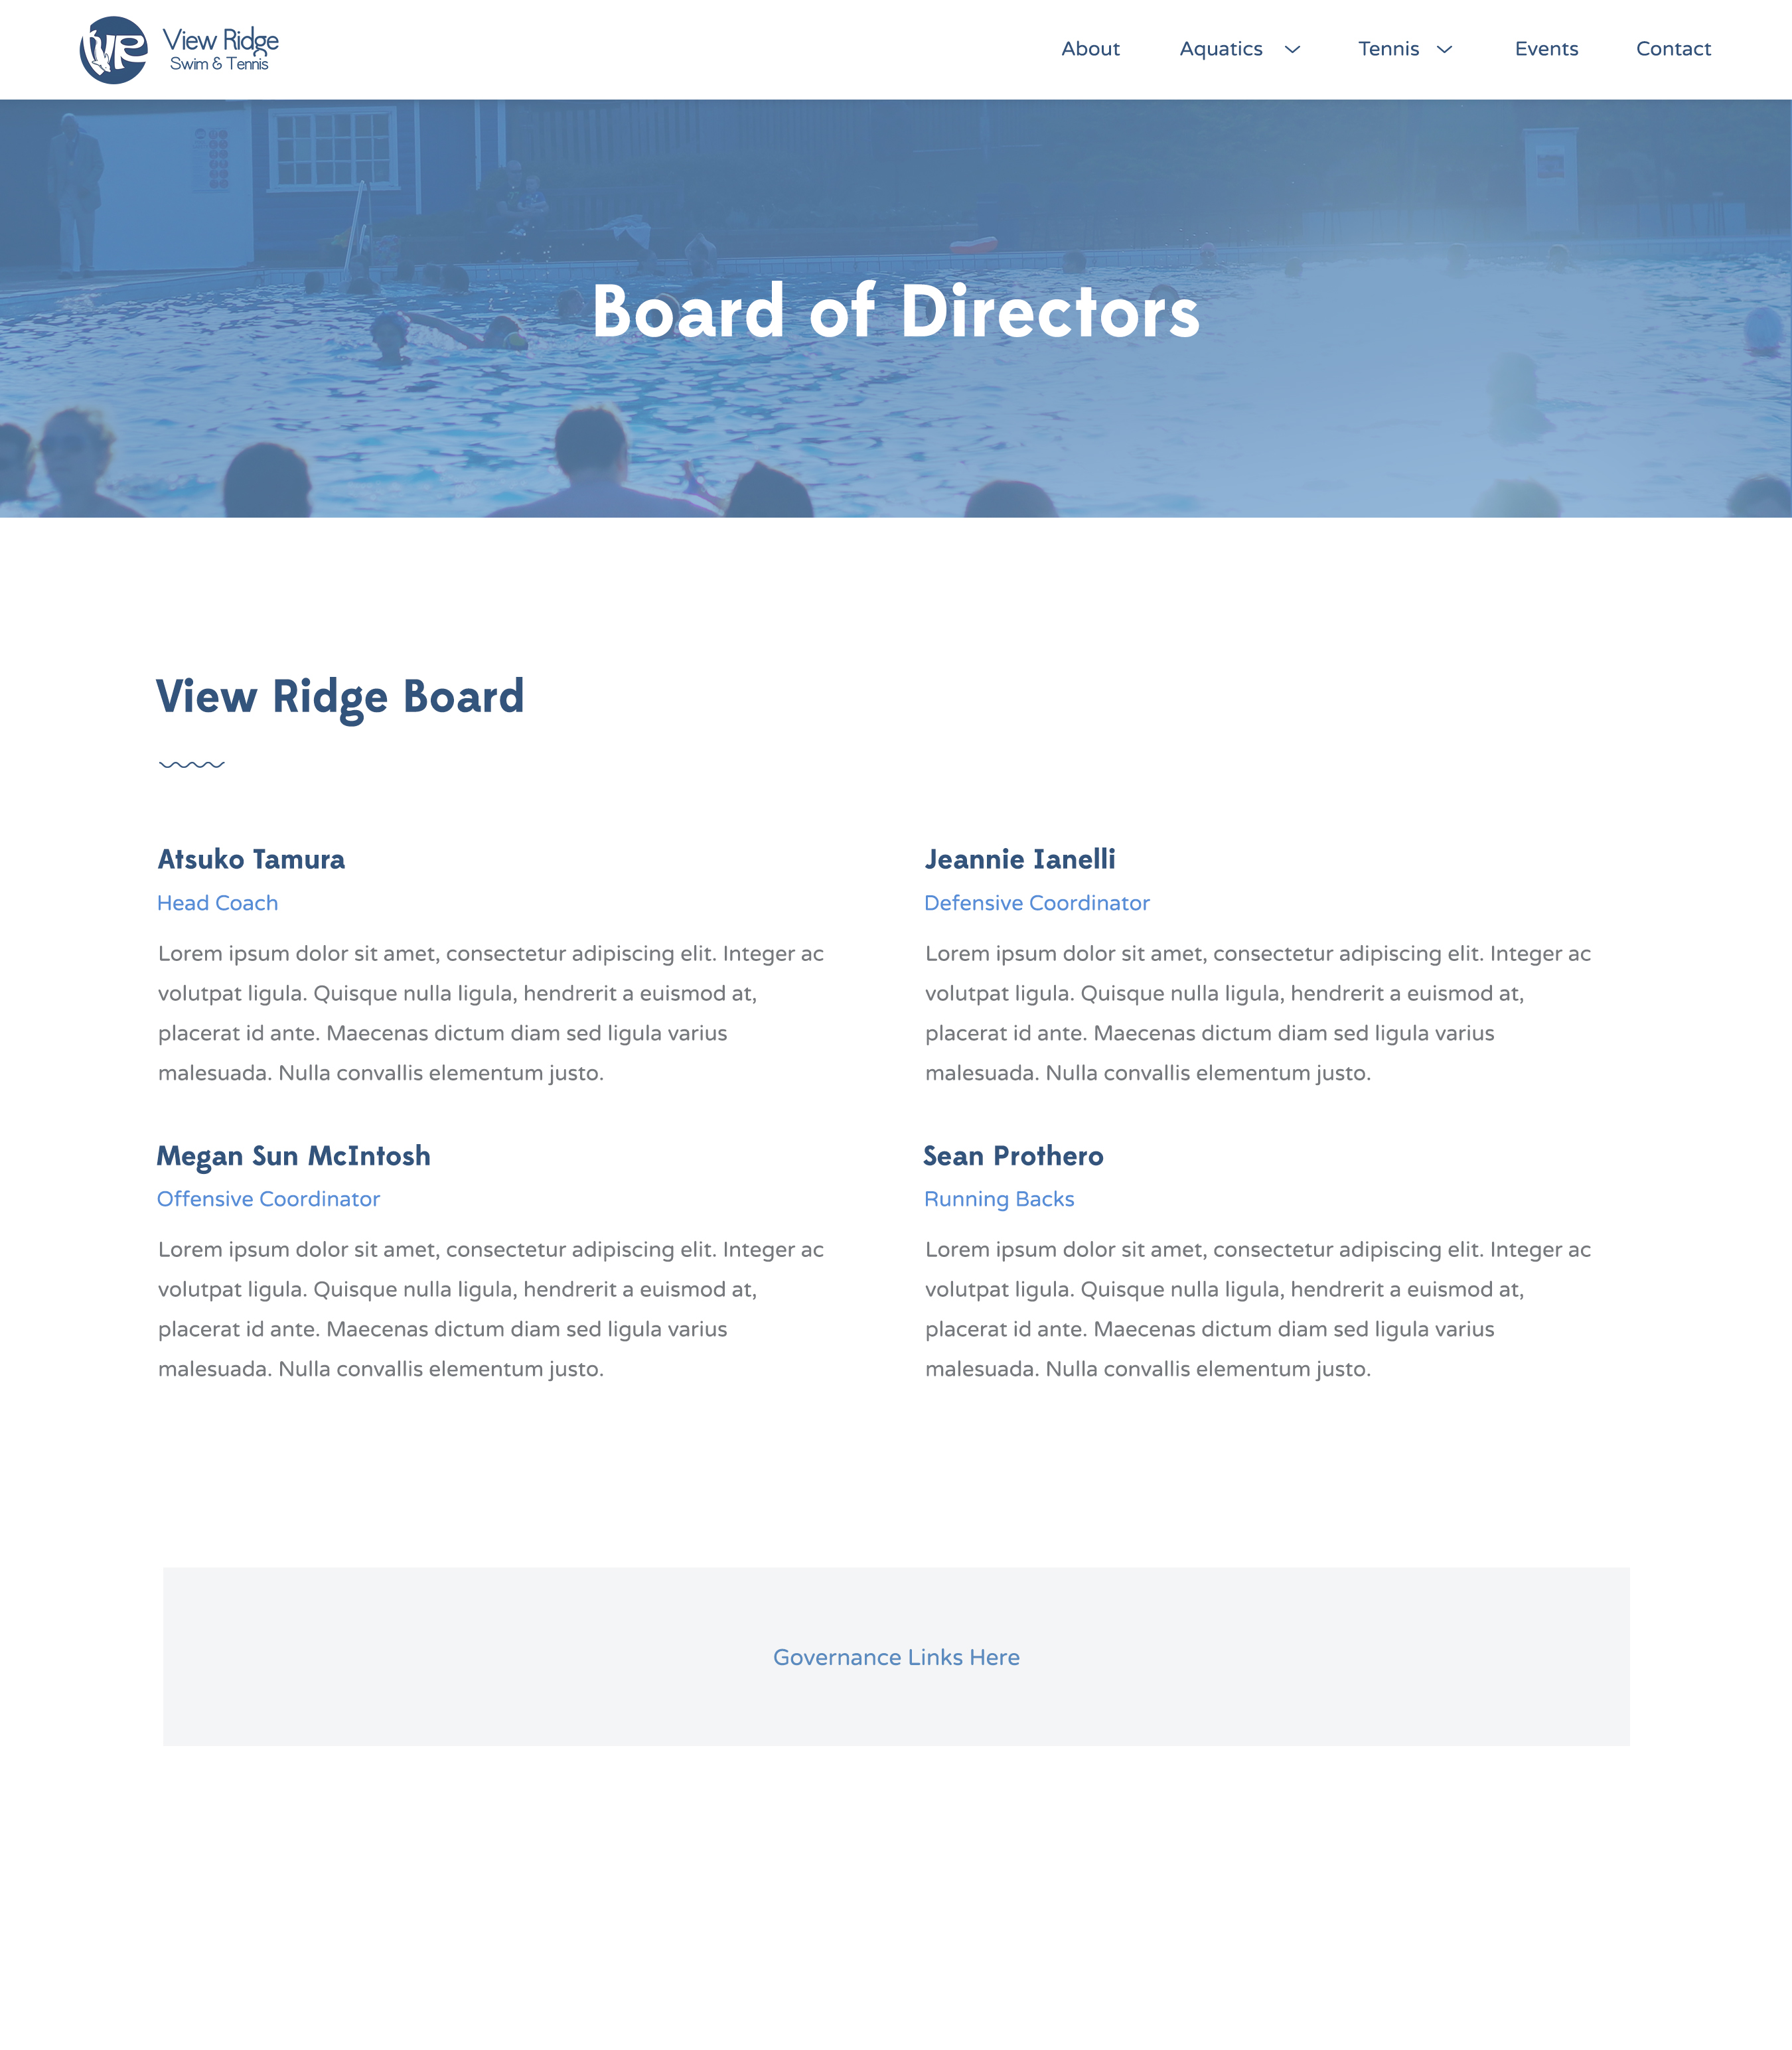 VR
View Ridge
Swim & Tennis
About Aquatics Tennis Events Contact
Board of Directors
View Ridge Board
Atsuko Tamura
Head Coach
Lorem ipsum dolor sit amet, consectetur adipiscing elit. Integer ac
volutpat ligula. Quisque nulla ligula, hendrerit a euismod at,
placerat id ante. Maecenas dictum diam sed ligula varius
malesuada. Nulla convallis elementum justo.
Jeannie Ianelli
Defensive Coordinator
Lorem ipsum dolor sit amet, consectetur adipiscing elit. Integer ac
volutpat ligula. Quisque nulla ligula, hendrerit a euismod at,
placerat id ante. Maecenas dictum diam sed ligula varius
malesuada. Nulla convallis elementum justo.
Megan Sun McIntosh
Offensive Coordinator
Lorem ipsum dolor sit amet, consectetur adipiscing elit. Integer ac
volutpat ligula. Quisque nulla ligula, hendrerit a euismod at,
placerat id ante. Maecenas dictum diam sed ligula varius
malesuada. Nulla convallis elementum justo.
Sean Prothero
Running Backs
Lorem ipsum dolor sit amet, consectetur adipiscing elit. Integer ac
volutpat ligula. Quisque nulla ligula, hendrerit a euismod at,
placerat id ante. Maecenas dictum diam sed ligula varius
malesuada. Nulla convallis elementum justo.
Governance Links Here